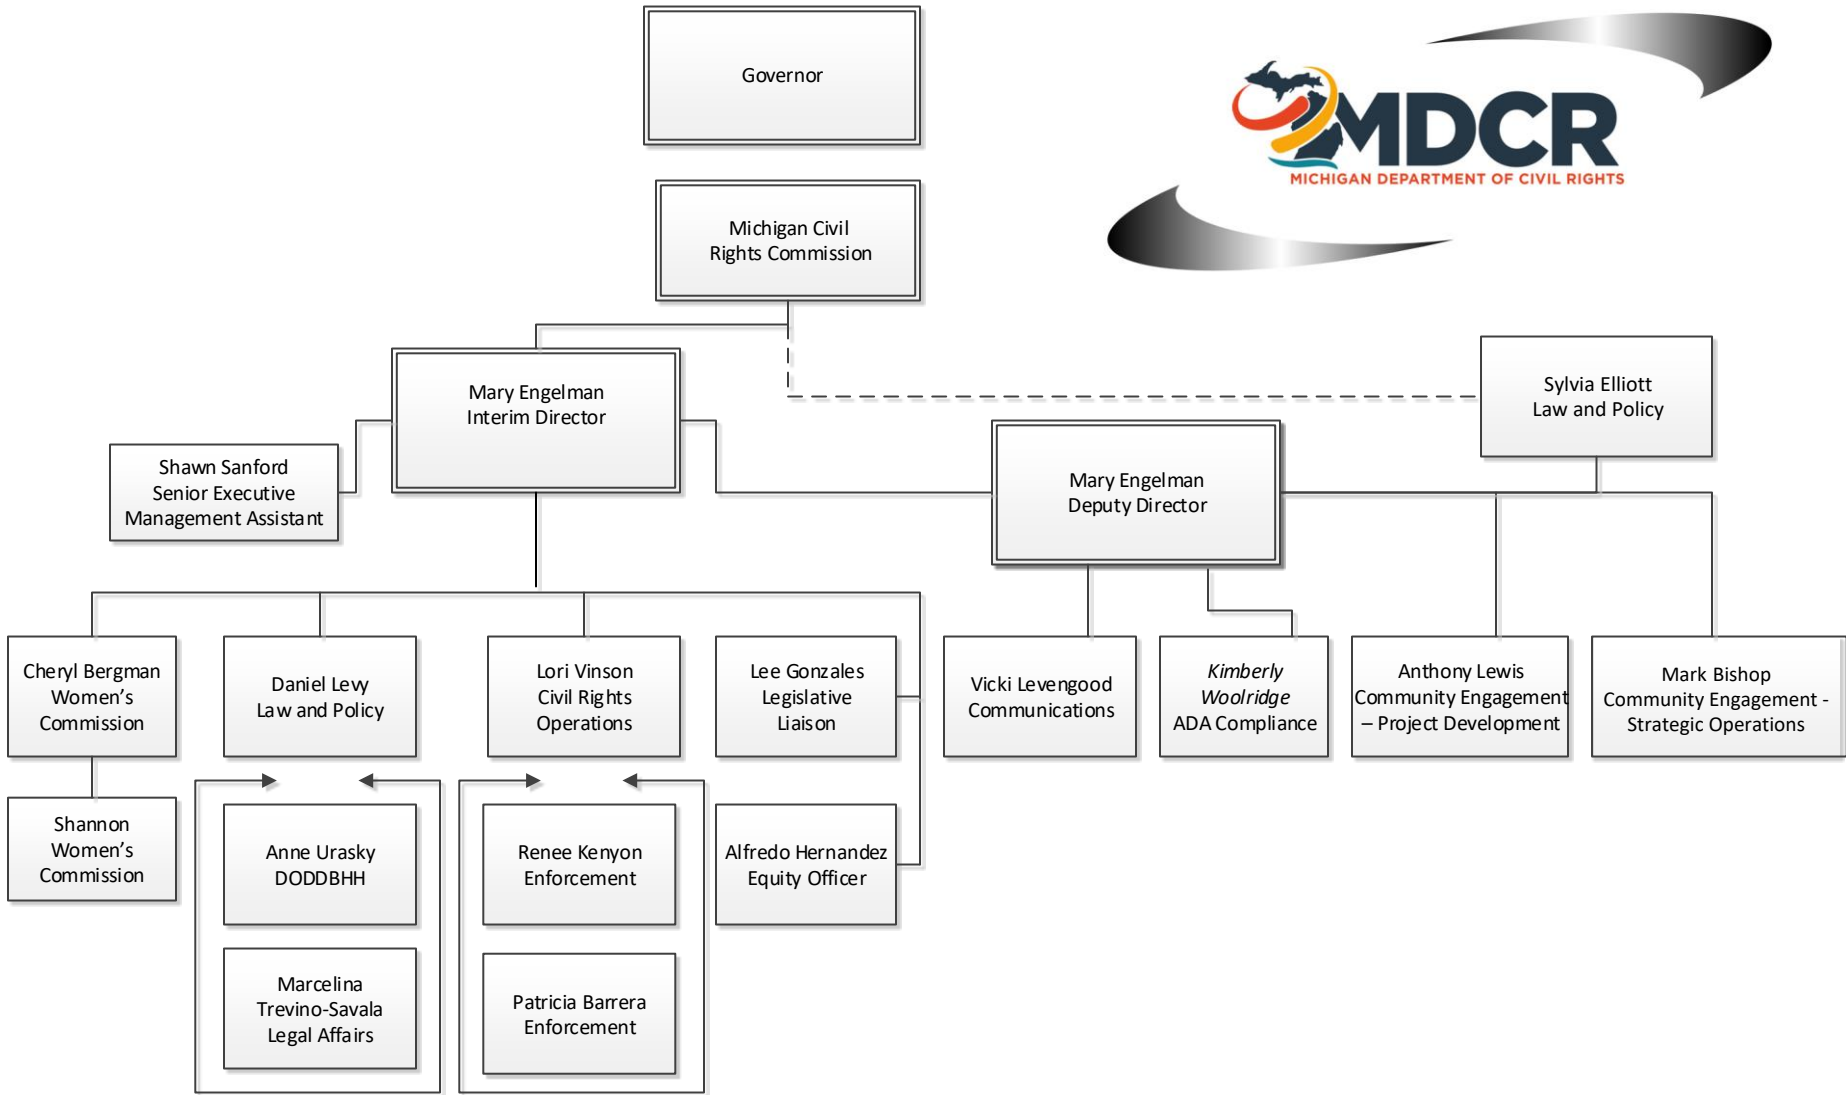 Governor
MDCR
MICHIGAN DEPARTMENT OF CIVIL RIGHTS
Michigan Civil
Rights Commission
Mary Engelman
Interim Director
Sylvia Elliott
Law and Policy
Shawn Sanford
Senior Executive
Management Assistant
Mary Engelman
Deputy Director
Cheryl Bergman
Women’s
Commission
Daniel Levy
Law and Policy
Lori Vinson
Civil Rights
Operations
Lee Gonzales
Legislative
Liaison
Vicki Levengood
Communications
Kimberly
Woolridge
ADA Compliance
Anthony Lewis
Community Engagement
– Project Development
Mark Bishop
Community Engagement -
Strategic Operations
Shannon
Women’s
Commission
Anne Urasky
DODDBHH
Renee Kenyon
Enforcement
Alfredo Hernandez
Equity Officer
Marcelina
Trevino-Savala
Legal Affairs
Patricia Barrera
Enforcement